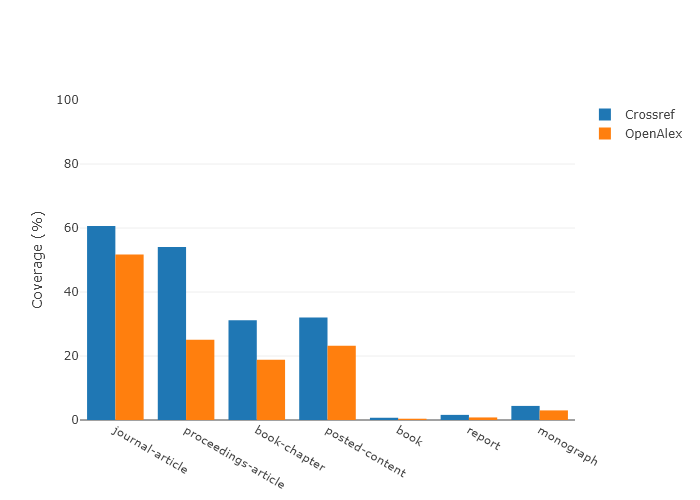 100
80
60
40
20
0
Coverage (%)
journal-article
proceedings-article
book-chapter
posted-content
book
report
monograph
Crossref
OpenAlex